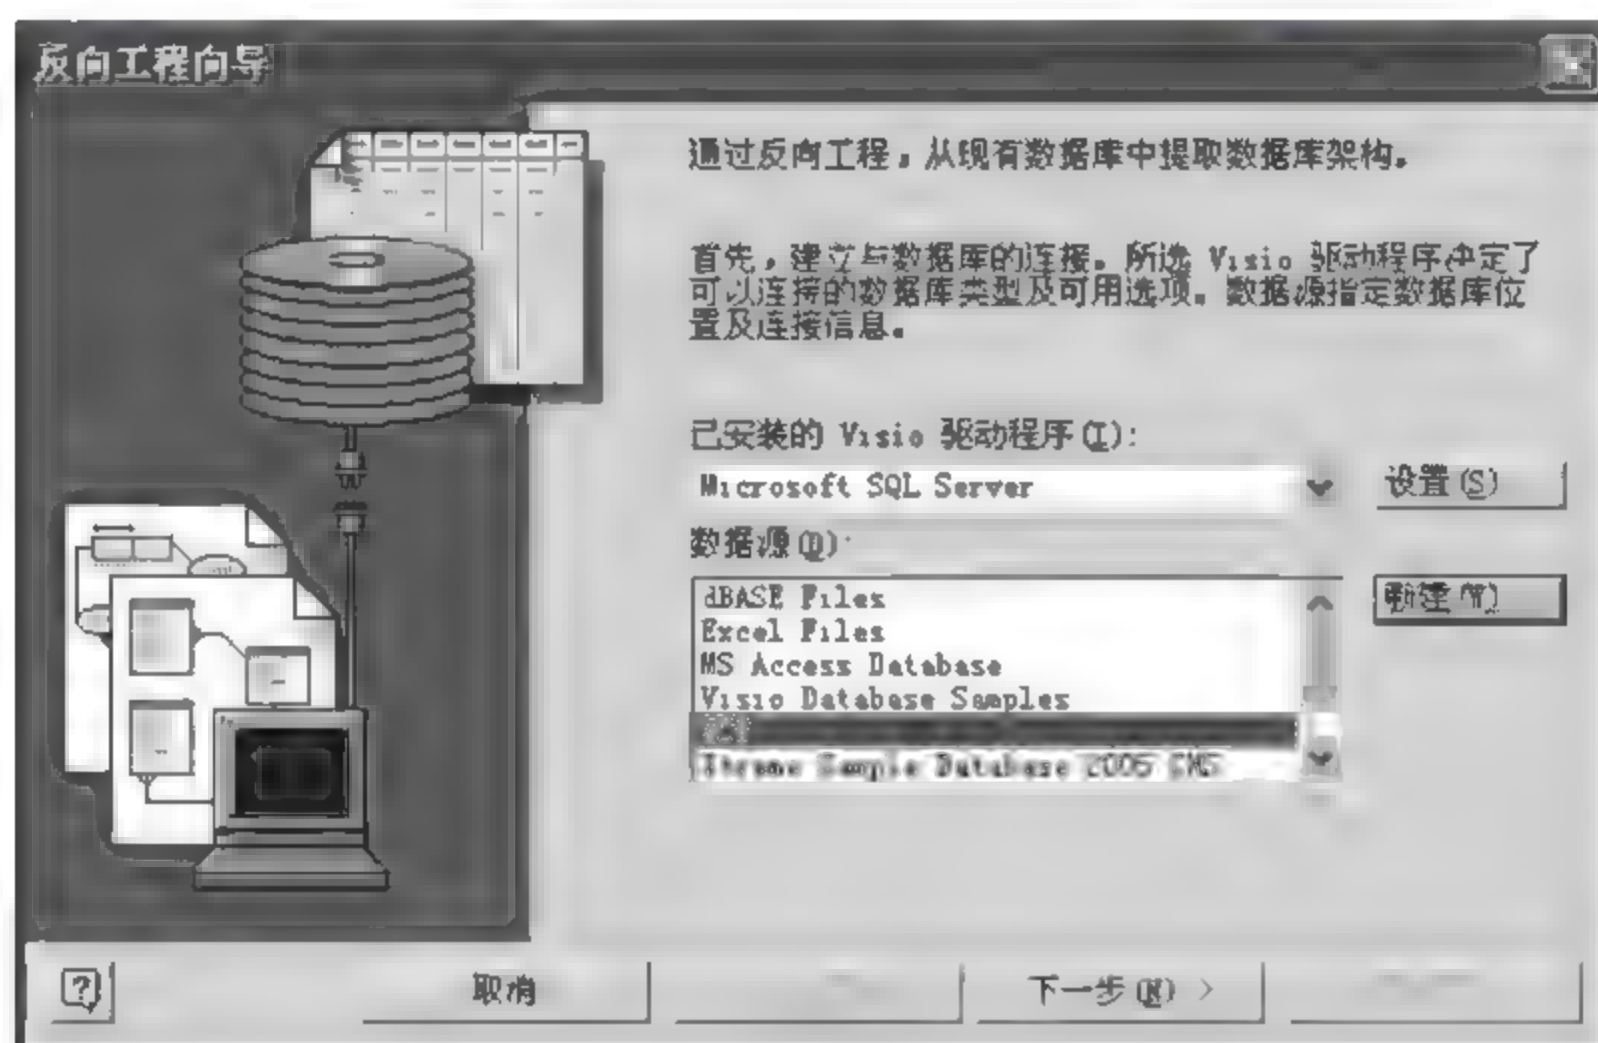 反向工程向导
通过反向工程，从现有数据库中提取数据库架构。
首先，建立与数据库的连接。所选 Visio 驱动程序决定了
可以连接的数据库类型及可用选项。数据源指定数据库位
置及连接信息。
已安装的 Visio 驱动程序(I):
Microsoft SQL Server
设置(S)
数据源(D):
dBASE Files
新建(W)
Excel Files
MS Access Database
Visio Database Samples
Xtreme Sample Database 2005 CHS
取消
下一步(N) >